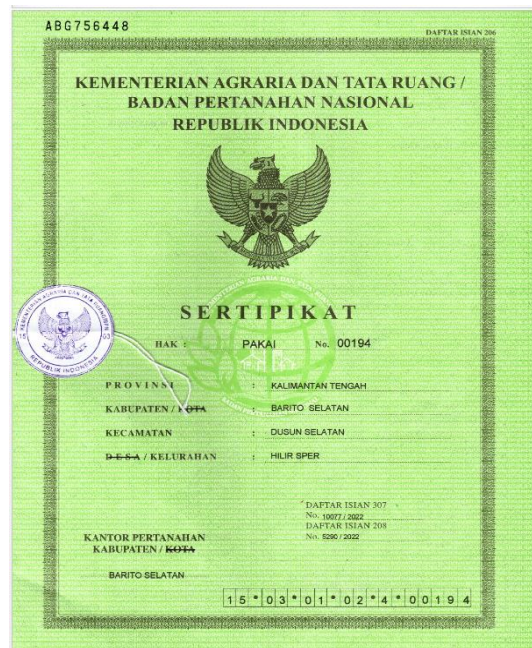 ABG756448
DAFTAR ISIAN 206
KEMENTERIAN AGRARIA DAN TATA RUANG /
BADAN PERTANAHAN NASIONAL
REPUBLIK INDONESIA
SERTIPIKAT
HAK : PAKAI No. 00194
PROVINSI : KALIMANTAN TENGAH
KABUPATEN / KOTA : BARITO SELATAN
KECAMATAN : DUSUN SELATAN
DESA / KELURAHAN : HILIR SPER
DAFTAR ISIAN 307
No. 10077 / 2022
DAFTAR ISIAN 208
No. 5290 / 2022
KANTOR PERTANAHAN
KABUPATEN / KOTA
BARITO SELATAN
15*03*01*02*4*00194
REPUBLIK INDONESIA